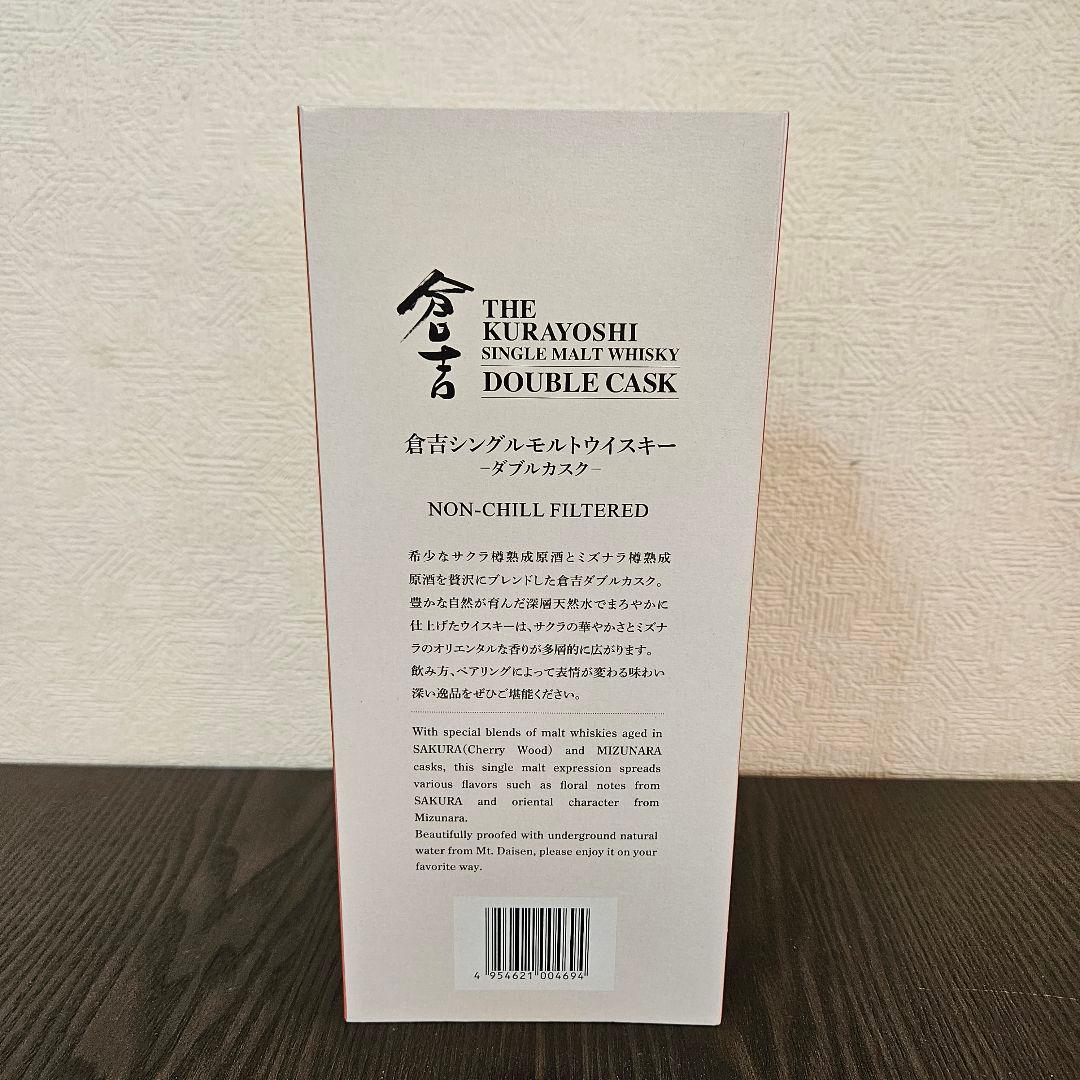 倉吉
THE
KURAYOSHI
SINGLE MALT WHISKY
DOUBLE CASK
倉吉シングルモルトウイスキー
−ダブルカスク−
NON-CHILL FILTERED
希少なサクラ樽熟成原酒とミズナラ樽熟成
原酒を贅沢にブレンドした倉吉ダブルカスク。
豊かな自然が育んだ深層天然水でまろやかに
仕上げたウイスキーは、サクラの華やかさとミズナ
ラのオリエンタルな香りが多層的に広がります。
飲み方、ペアリングによって表情が変わる味わい
深い逸品をぜひご堪能ください。
With special blends of malt whiskies aged in
SAKURA(Cherry Wood) and MIZUNARA
casks, this single malt expression spreads
various flavors such as floral notes from
SAKURA and oriental character from
Mizunara.
Beautifully proofed with underground natural
water from Mt. Daisen, please enjoy it on your
favorite way.
4 954621 004694